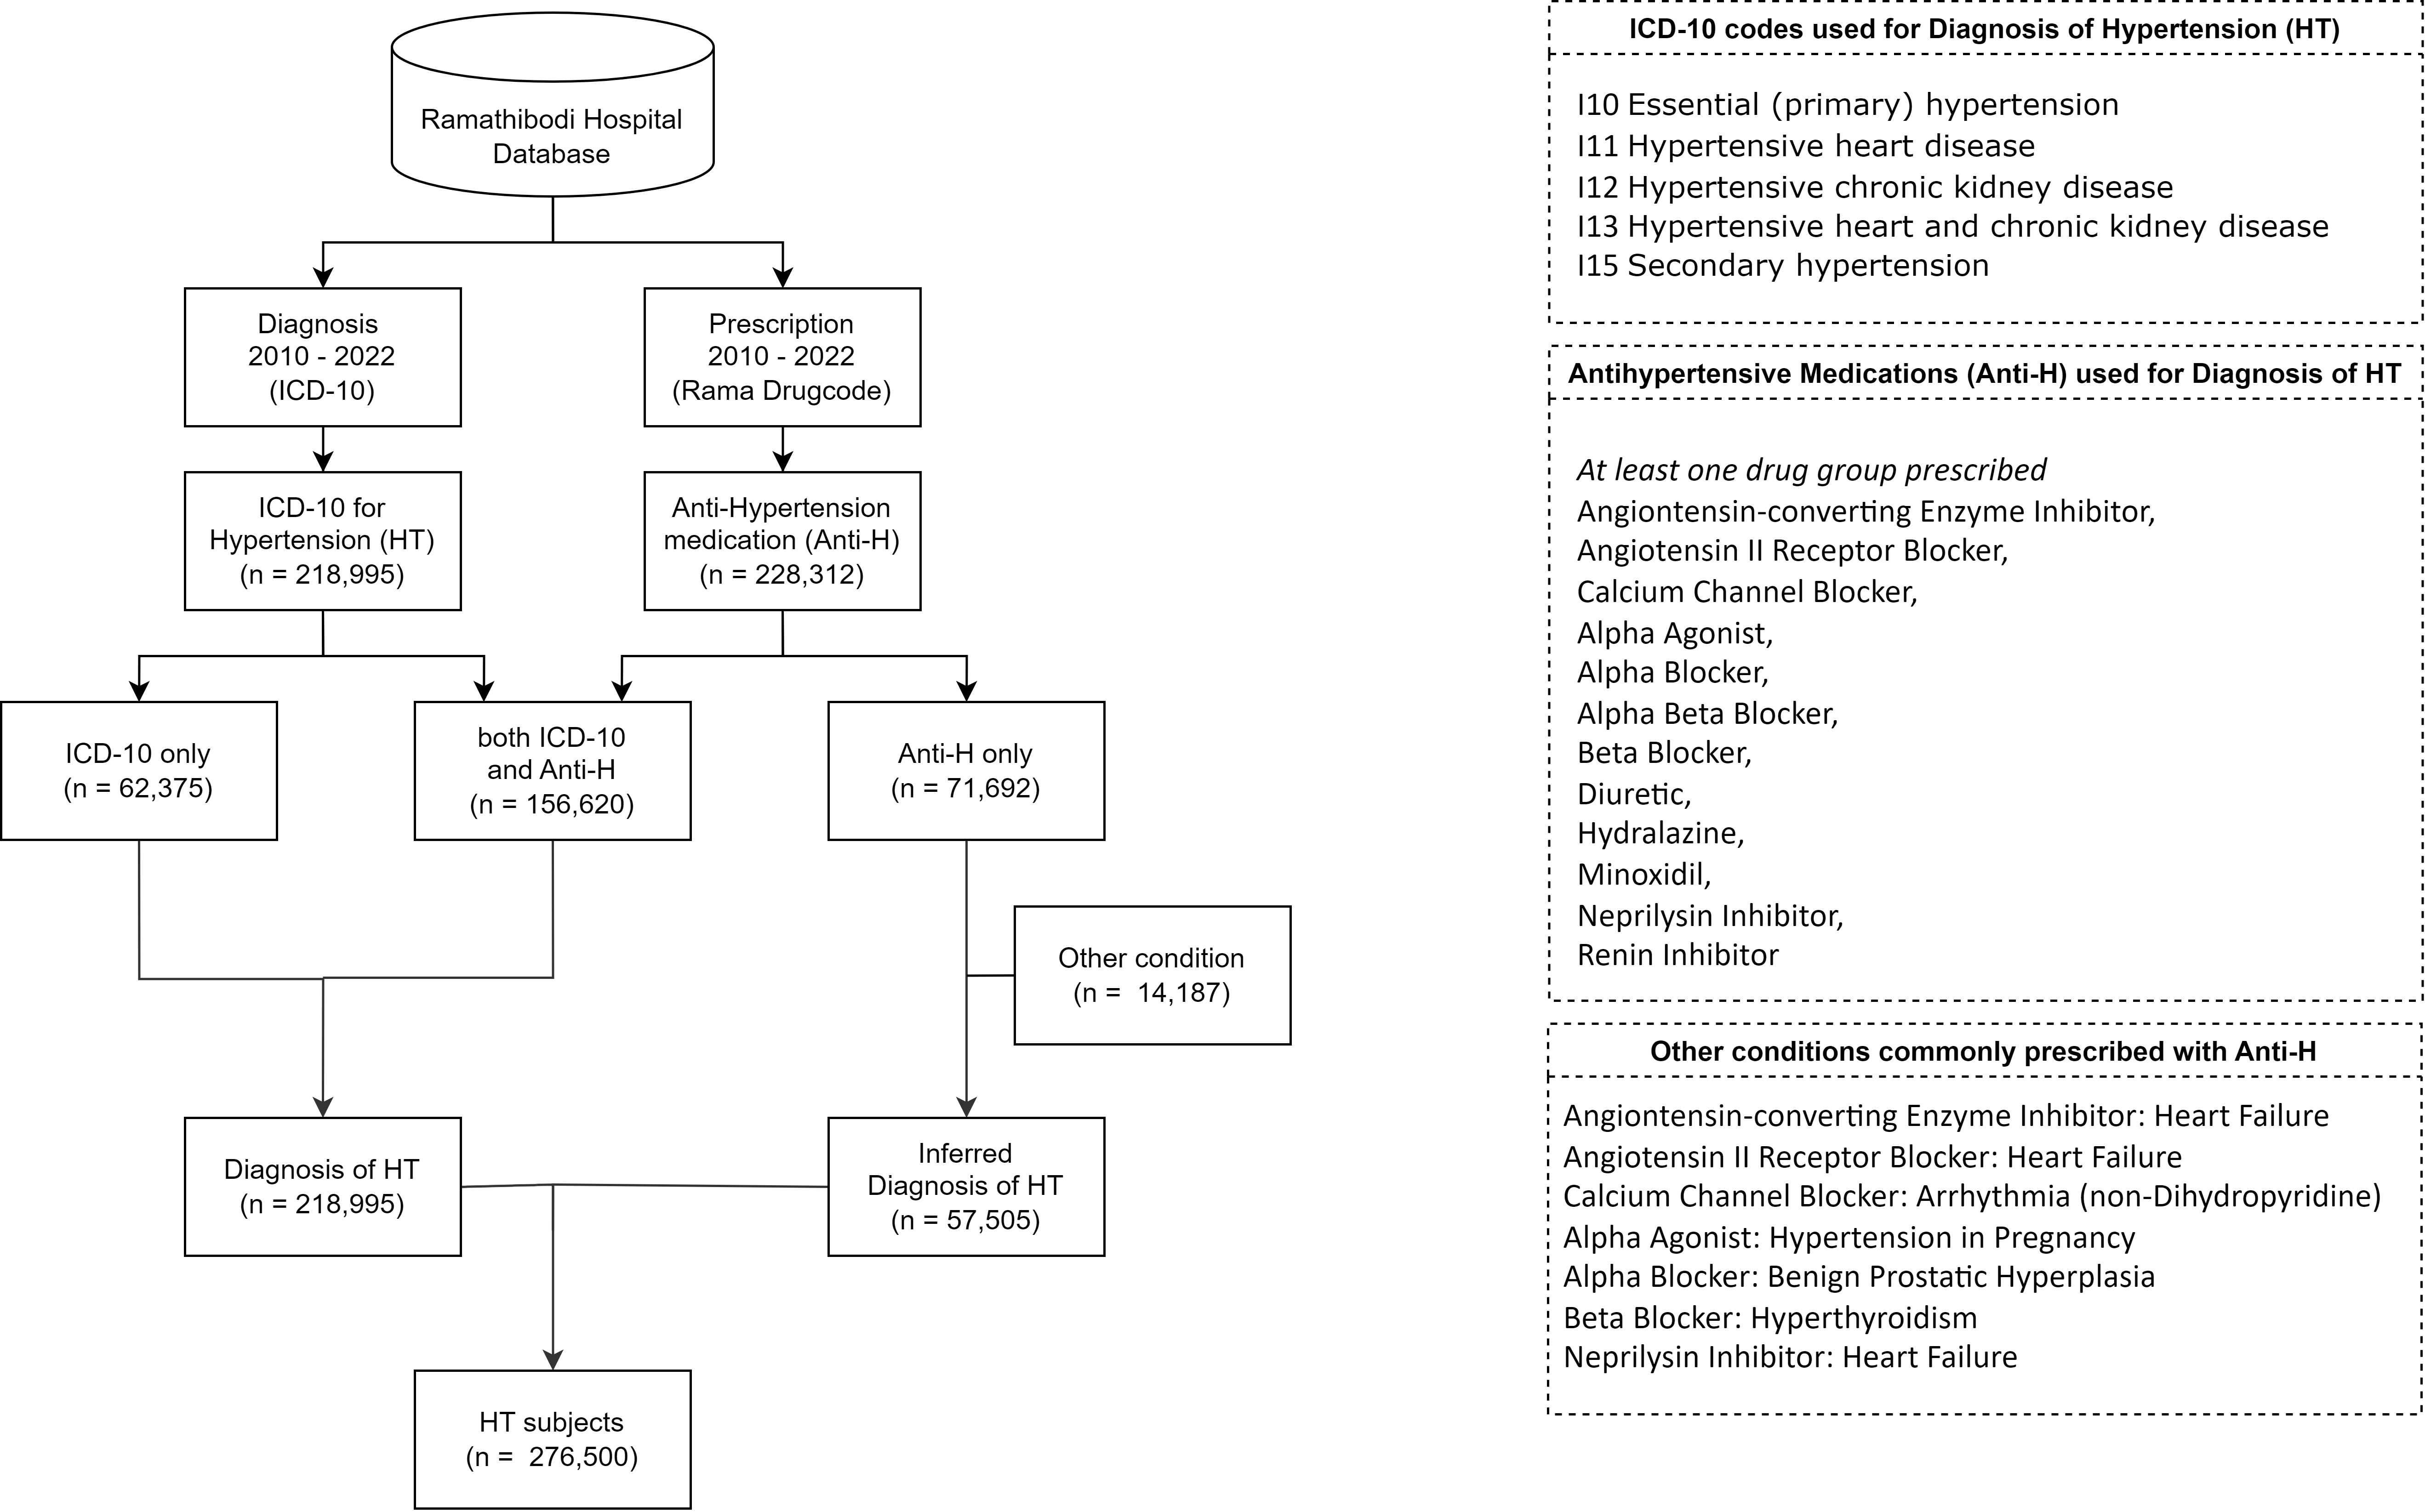 Ramathibodi Hospital
Database
Diagnosis
2010 - 2022
(ICD-10)
Prescription
2010 - 2022
(Rama Drugcode)
ICD-10 for
Hypertension (HT)
(n = 218,995)
Anti-Hypertension
medication (Anti-H)
(n = 228,312)
ICD-10 only
(n = 62,375)
both ICD-10
and Anti-H
(n = 156,620)
Anti-H only
(n = 71,692)
Other condition
(n =  14,187)
Diagnosis of HT
(n = 218,995)
Inferred
Diagnosis of HT
(n = 57,505)
HT subjects
(n =  276,500)
ICD-10 codes used for Diagnosis of Hypertension (HT)
I10 Essential (primary) hypertension
I11 Hypertensive heart disease
I12 Hypertensive chronic kidney disease
I13 Hypertensive heart and chronic kidney disease
I15 Secondary hypertension
Antihypertensive Medications (Anti-H) used for Diagnosis of HT
At least one drug group prescribed
Angiontensin-converting Enzyme Inhibitor,
Angiotensin II Receptor Blocker,
Calcium Channel Blocker,
Alpha Agonist,
Alpha Blocker,
Alpha Beta Blocker,
Beta Blocker,
Diuretic,
Hydralazine,
Minoxidil,
Neprilysin Inhibitor,
Renin Inhibitor
Other conditions commonly prescribed with Anti-H
Angiontensin-converting Enzyme Inhibitor: Heart Failure
Angiotensin II Receptor Blocker: Heart Failure
Calcium Channel Blocker: Arrhythmia (non-Dihydropyridine)
Alpha Agonist: Hypertension in Pregnancy
Alpha Blocker: Benign Prostatic Hyperplasia
Beta Blocker: Hyperthyroidism
Neprilysin Inhibitor: Heart Failure